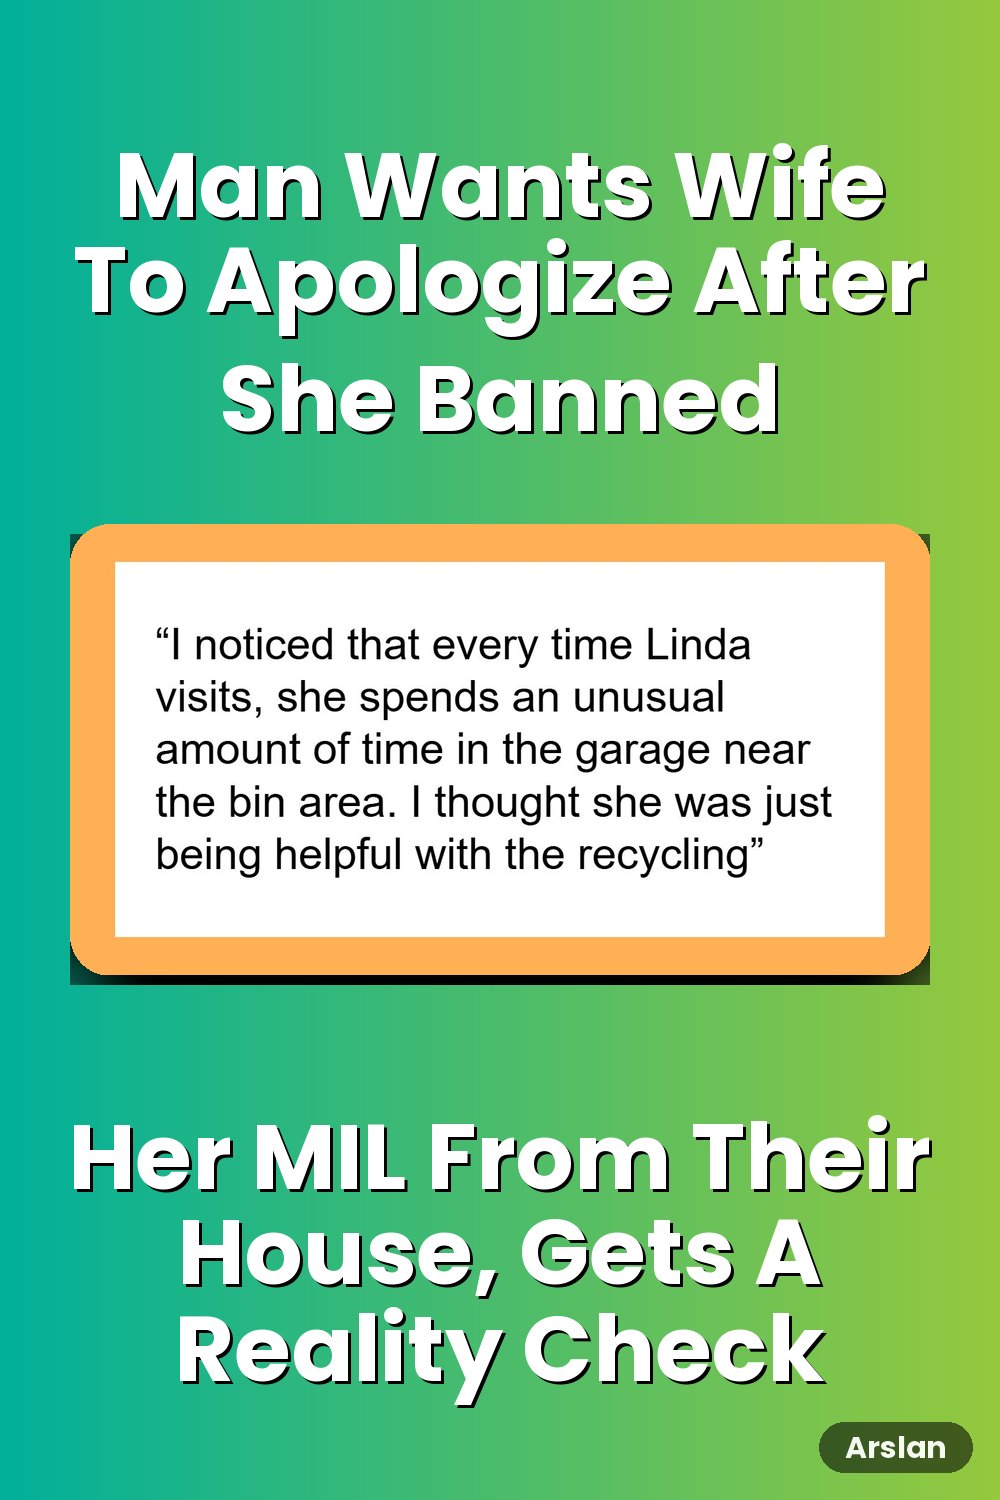 Man Wants Wife
To Apologize After
She Banned
“I noticed that every time Linda
visits, she spends an unusual
amount of time in the garage near
the bin area. I thought she was just
being helpful with the recycling”
Her MIL From Their
House, Gets A
Reality Check
Arslan